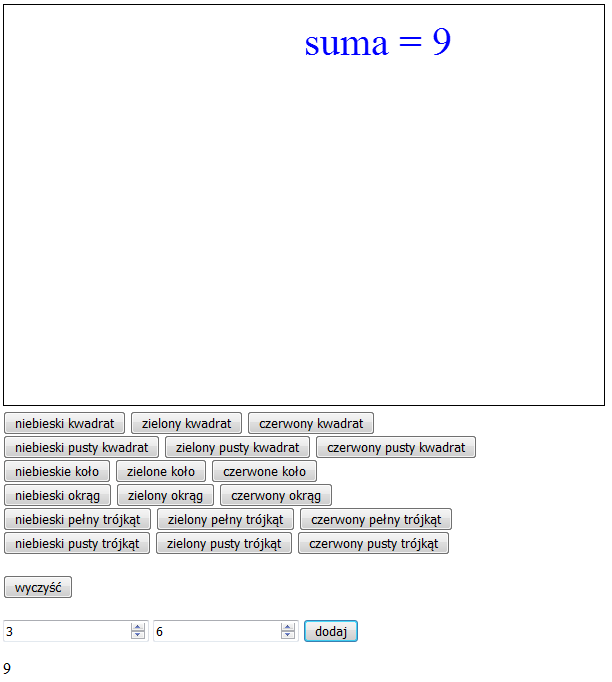 suma = 9
niebieski kwadrat zielony kwadrat czerwony kwadrat
niebieski pusty kwadrat zielony pusty kwadrat czerwony pusty kwadrat
niebieskie koło zielone koło czerwone koło
niebieski okrąg zielony okrąg czerwony okrąg
niebieski pełny trójkąt zielony pełny trójkąt czerwony pełny trójkąt
niebieski pusty trójkąt zielony pusty trójkąt czerwony pusty trójkąt
wyczyść
3 6 dodaj
9